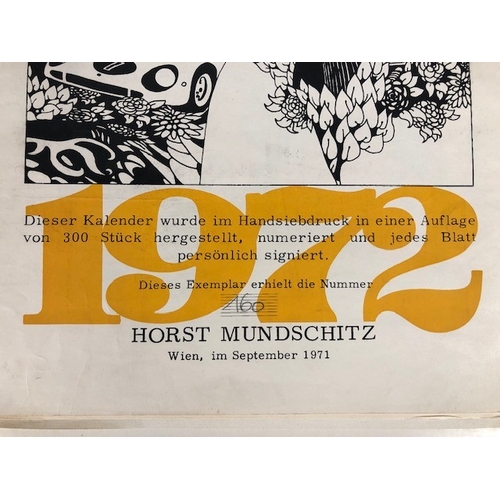 1972
Dieser Kalender wurde im Handsiebdruck in einer Auflage
von 300 Stück hergestellt, numeriert und jedes Blatt
persönlich signiert.
Dieses Exemplar erhielt die Nummer
160
HORST MUNDSCHITZ
Wien, im September 1971